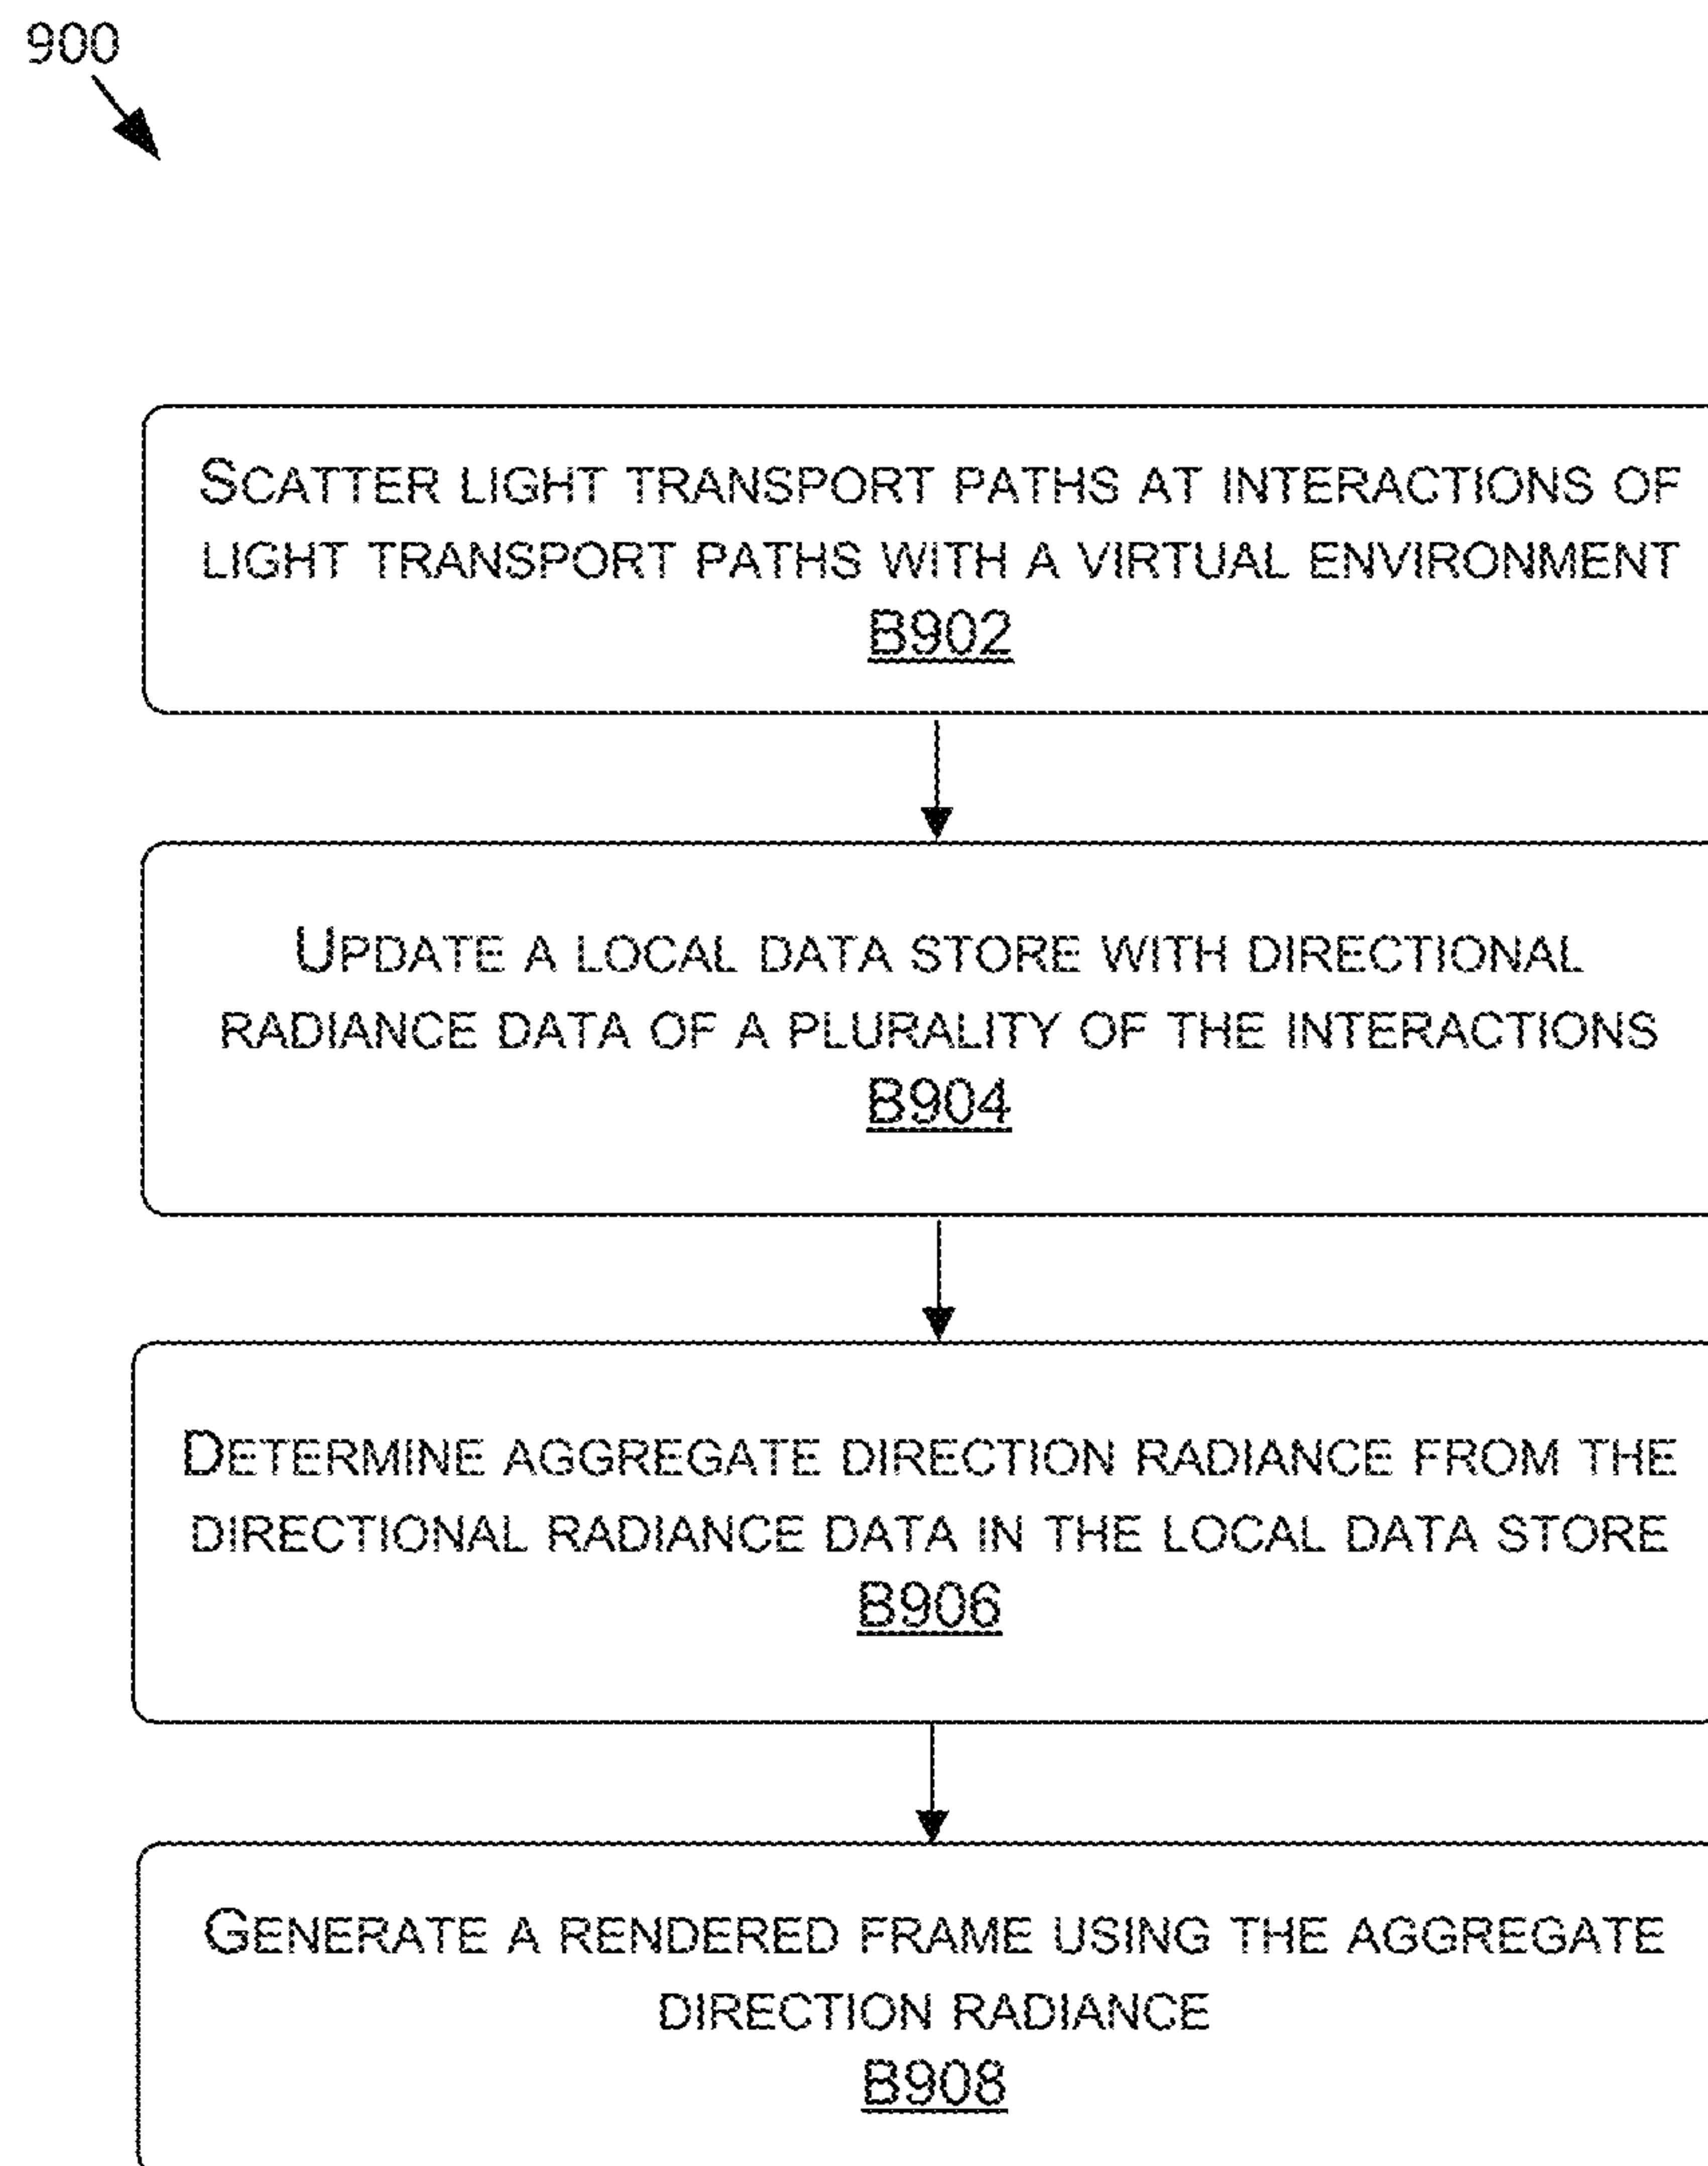 900
SCATTER LIGHT TRANSPORT PATHS AT INTERACTIONS OF
LIGHT TRANSPORT PATHS WITH A VIRTUAL ENVIRONMENT
B902
UPDATE A LOCAL DATA STORE WITH DIRECTIONAL
RADIANCE DATA OF A PLURALITY OF THE INTERACTIONS
B904
DETERMINE AGGREGATE DIRECTION RADIANCE FROM THE
DIRECTIONAL RADIANCE DATA IN THE LOCAL DATA STORE
B906
GENERATE A RENDERED FRAME USING THE AGGREGATE
DIRECTION RADIANCE
B908